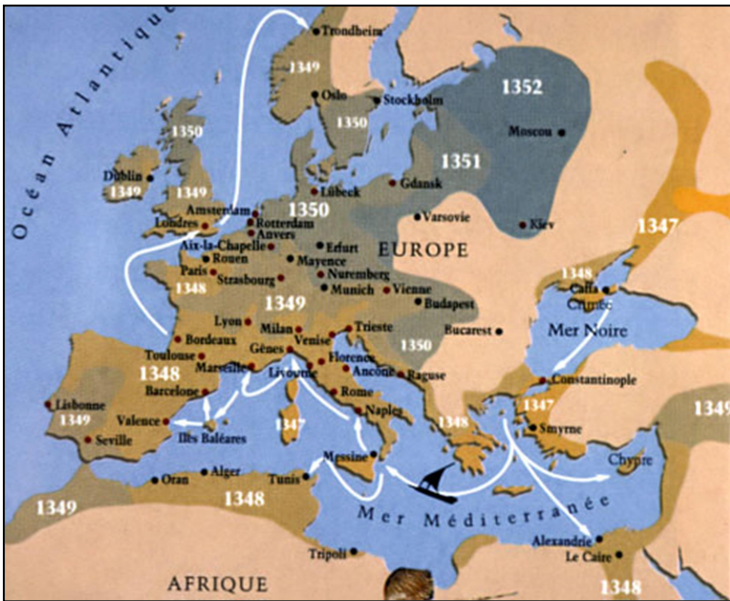 Océan Atlantique
Trondheim
1349
Oslo
Stockholm
1350
1352
Moscou
1350
Dublin
1349
1349
1351
Lübeck
Gdansk
1350
Amsterdam
Londres
Rotterdam
Anvers
Varsovie
Kiev
1347
Aix-la-Chapelle
Erfurt
EUROPE
Rouen
Mayence
Paris
Strasbourg
Nuremberg
1348
1348
Caffa
Crimée
Munich
Vienne
1349
Budapest
Lyon
Milan
Venise
Trieste
Bucarest
Mer Noire
Bordeaux
Gênes
1350
Toulouse
Florence
1348
Marseille
Livourne
Ancône
Raguse
Constantinople
Barcelone
Rome
1347
1349
Lisbonne
1349
Valence
Naples
Iles Baléares
1347
1348
Smyrne
Seville
Messine
Chypre
Oran
Alger
Tunis
1349
1348
Mer Méditerranée
Alexandrie
Tripoli
Le Caire
AFRIQUE
1348